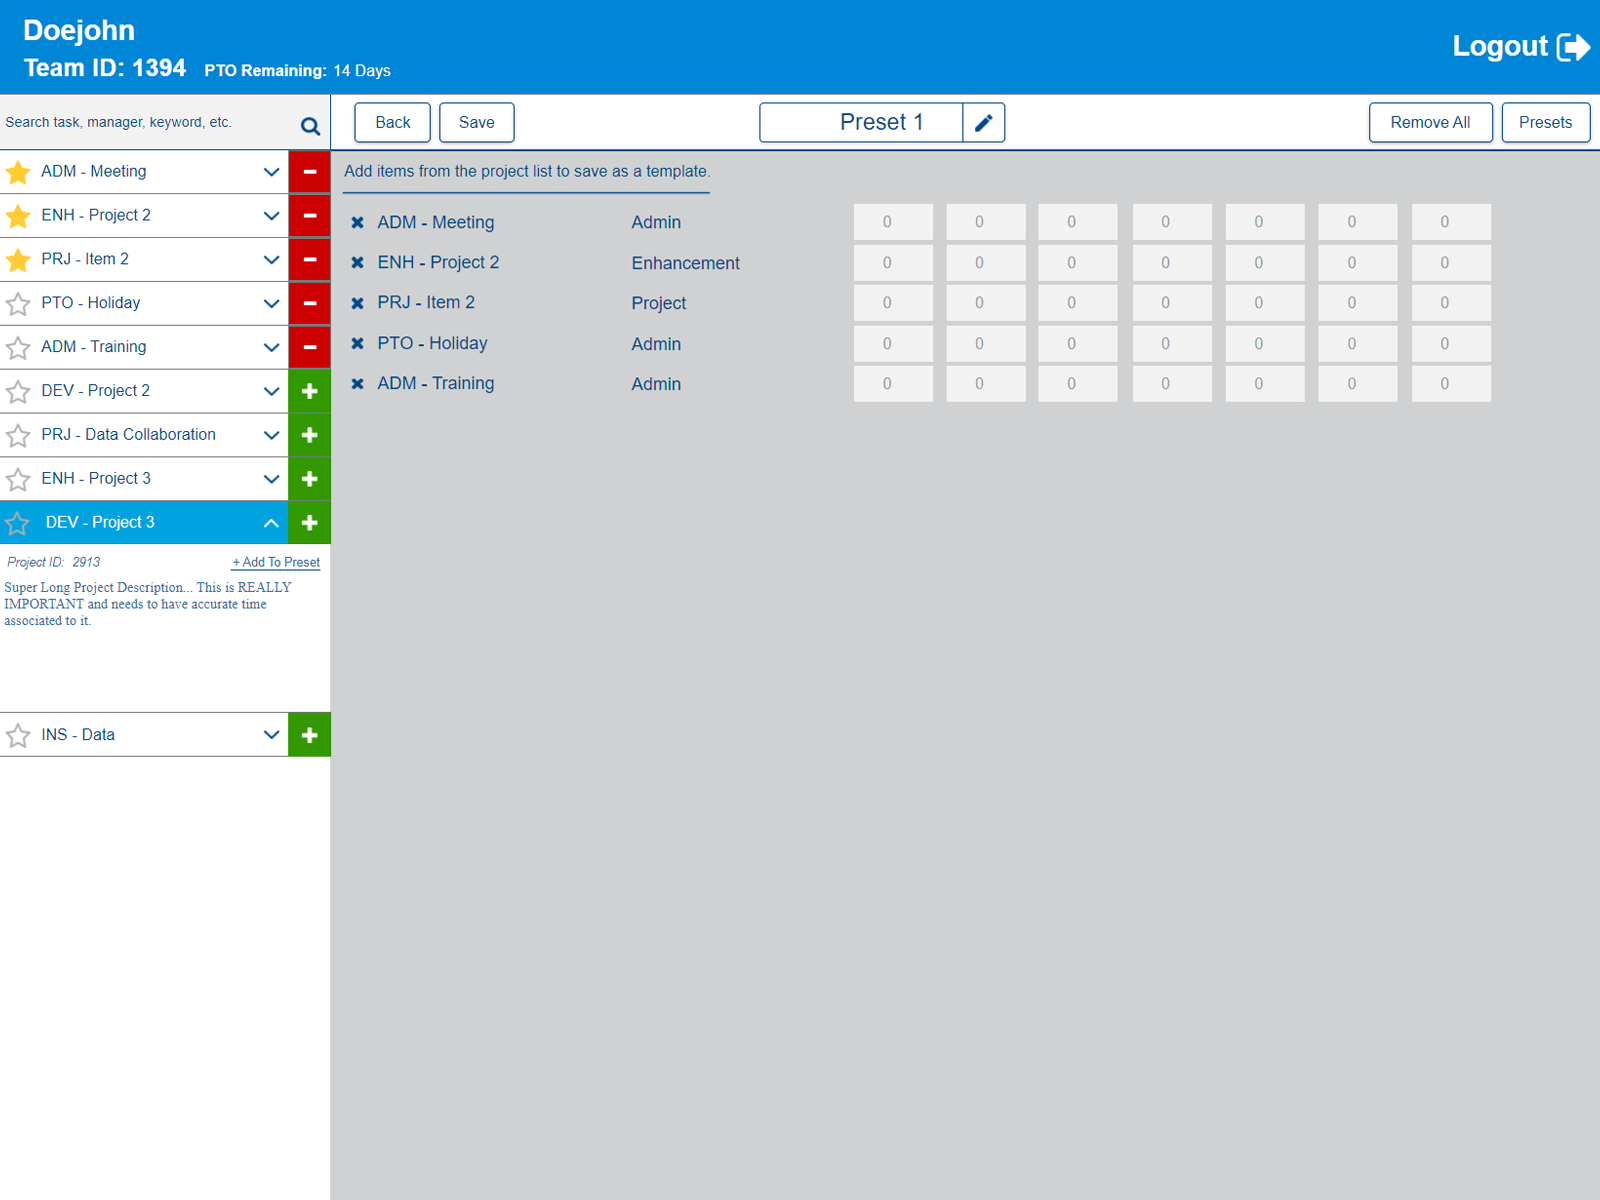 Doejohn
Team ID: 1394 PTO Remaining: 14 Days
Logout
Search task, manager, keyword, etc.
Back
Save
Preset 1
Remove All
Presets
ADM - Meeting
ENH - Project 2
PRJ - Item 2
PTO - Holiday
ADM - Training
DEV - Project 2
PRJ - Data Collaboration
ENH - Project 3
DEV - Project 3
Project ID: 2913 + Add To Preset
Super Long Project Description... This is REALLY
IMPORTANT and needs to have accurate time
associated to it.
INS - Data
Add items from the project list to save as a template.
ADM - Meeting Admin 0 0 0 0 0 0 0
ENH - Project 2 Enhancement 0 0 0 0 0 0 0
PRJ - Item 2 Project 0 0 0 0 0 0 0
PTO - Holiday Admin 0 0 0 0 0 0 0
ADM - Training Admin 0 0 0 0 0 0 0